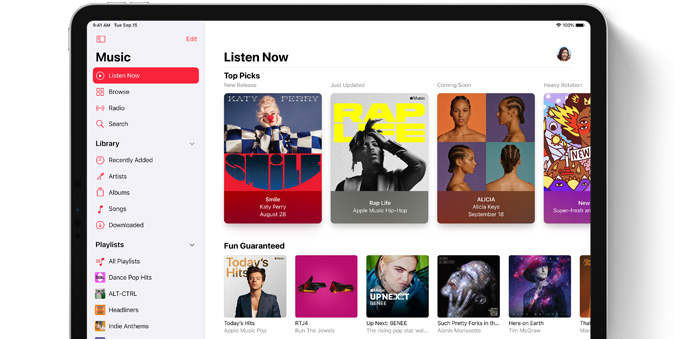 9:41 AM Tue Sep 15
100%
Edit
Music
Listen Now
Browse
Radio
Search
Library
Recently Added
Artists
Albums
Songs
Downloaded
Playlists
All Playlists
Dance Pop Hits
ALT-CTRL
Headliners
Indie Anthems
Listen Now
Top Picks
New Release
KATY PERRY
SMILE
Smile
Katy Perry
August 28
Just Updated
Music
RAP
LIFE
Rap Life
Apple Music Hip-Hop
Coming Soon
ALICIA
Alicia Keys
September 18
Heavy Rotation
NEW
New
Super-fresh an
Fun Guaranteed
Today's
Hits
Today's Hits
Apple Music Pop
RTJ4
Run The Jewels
UP NEXT
BENEE
Up Next: BENEE
The rising pop star wal...
Such Pretty Forks in th...
Alanis Morissette
Here on Earth
Tim McGraw
That
Mare